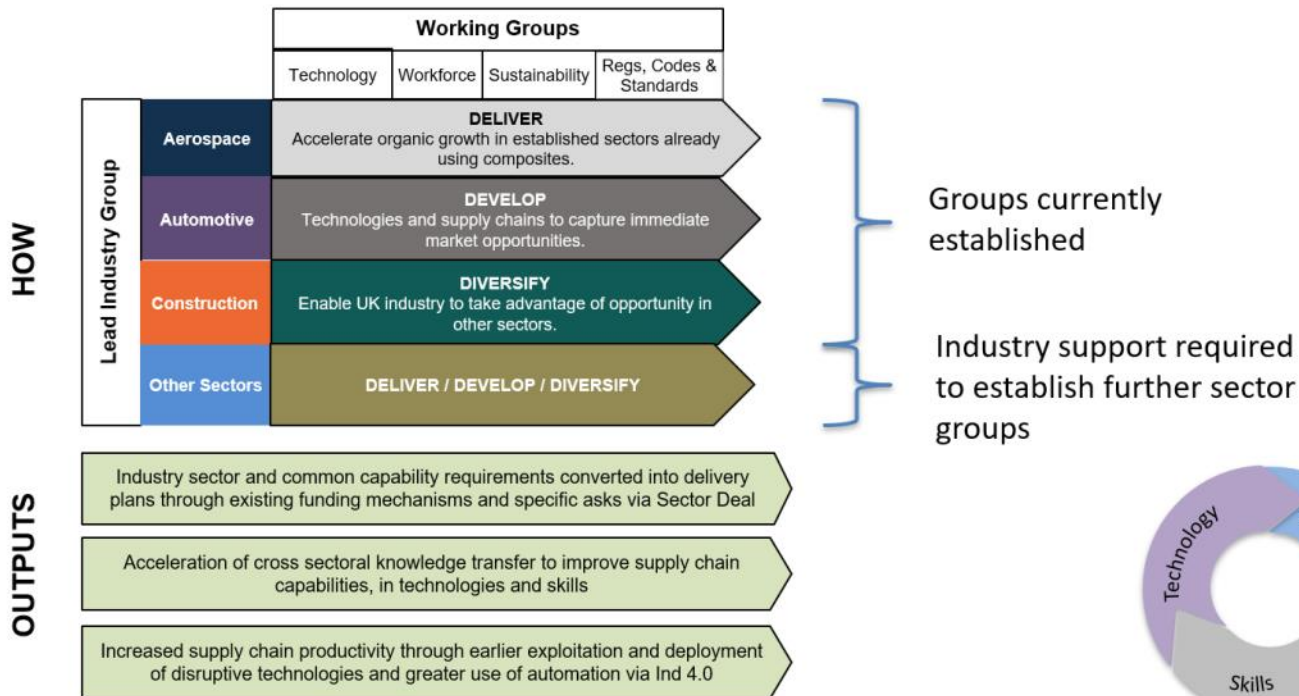 Working Groups
Technology
Workforce
Sustainability
Regs, Codes &
Standards
HOW
Lead Industry Group
Aerospace
DELIVER
Accelerate organic growth in established sectors already
using composites.
Automotive
DEVELOP
Technologies and supply chains to capture immediate
market opportunities.
Construction
DIVERSIFY
Enable UK industry to take advantage of opportunity in
other sectors.
Other Sectors
DELIVER / DEVELOP / DIVERSIFY
Groups currently
established
Industry support required
to establish further sector
groups
OUTPUTS
Industry sector and common capability requirements converted into delivery
plans through existing funding mechanisms and specific asks via Sector Deal
Acceleration of cross sectoral knowledge transfer to improve supply chain
capabilities, in technologies and skills
Increased supply chain productivity through earlier exploitation and deployment
of disruptive technologies and greater use of automation via Ind 4.0
Technology
Skills